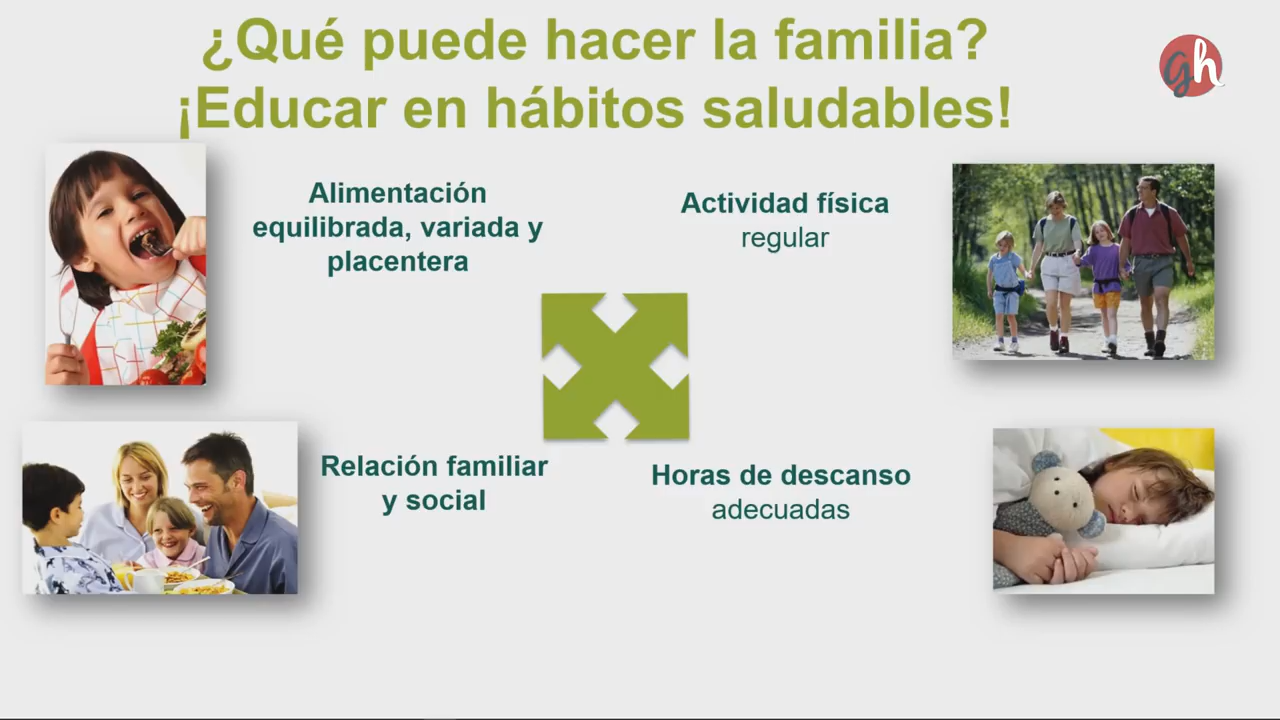 ¿Qué puede hacer la familia?
¡Educar en hábitos saludables!
gh
Alimentación
equilibrada, variada y
placentera
Actividad física
regular
Relación familiar
y social
Horas de descanso
adecuadas